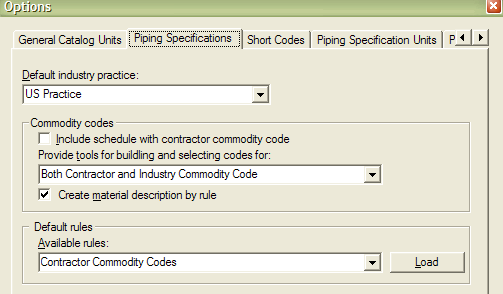 Options
General Catalog Units Piping Specifications Short Codes Piping Specification Units P
Default industry practice:
US Practice
Commodity codes
Include schedule with contractor commodity code
Provide tools for buildling and selecting codes for:
Both Contractor and Industry Commodity Code
Create material description by rule
Default rules
Available rules:
Contractor Commodity Codes Load